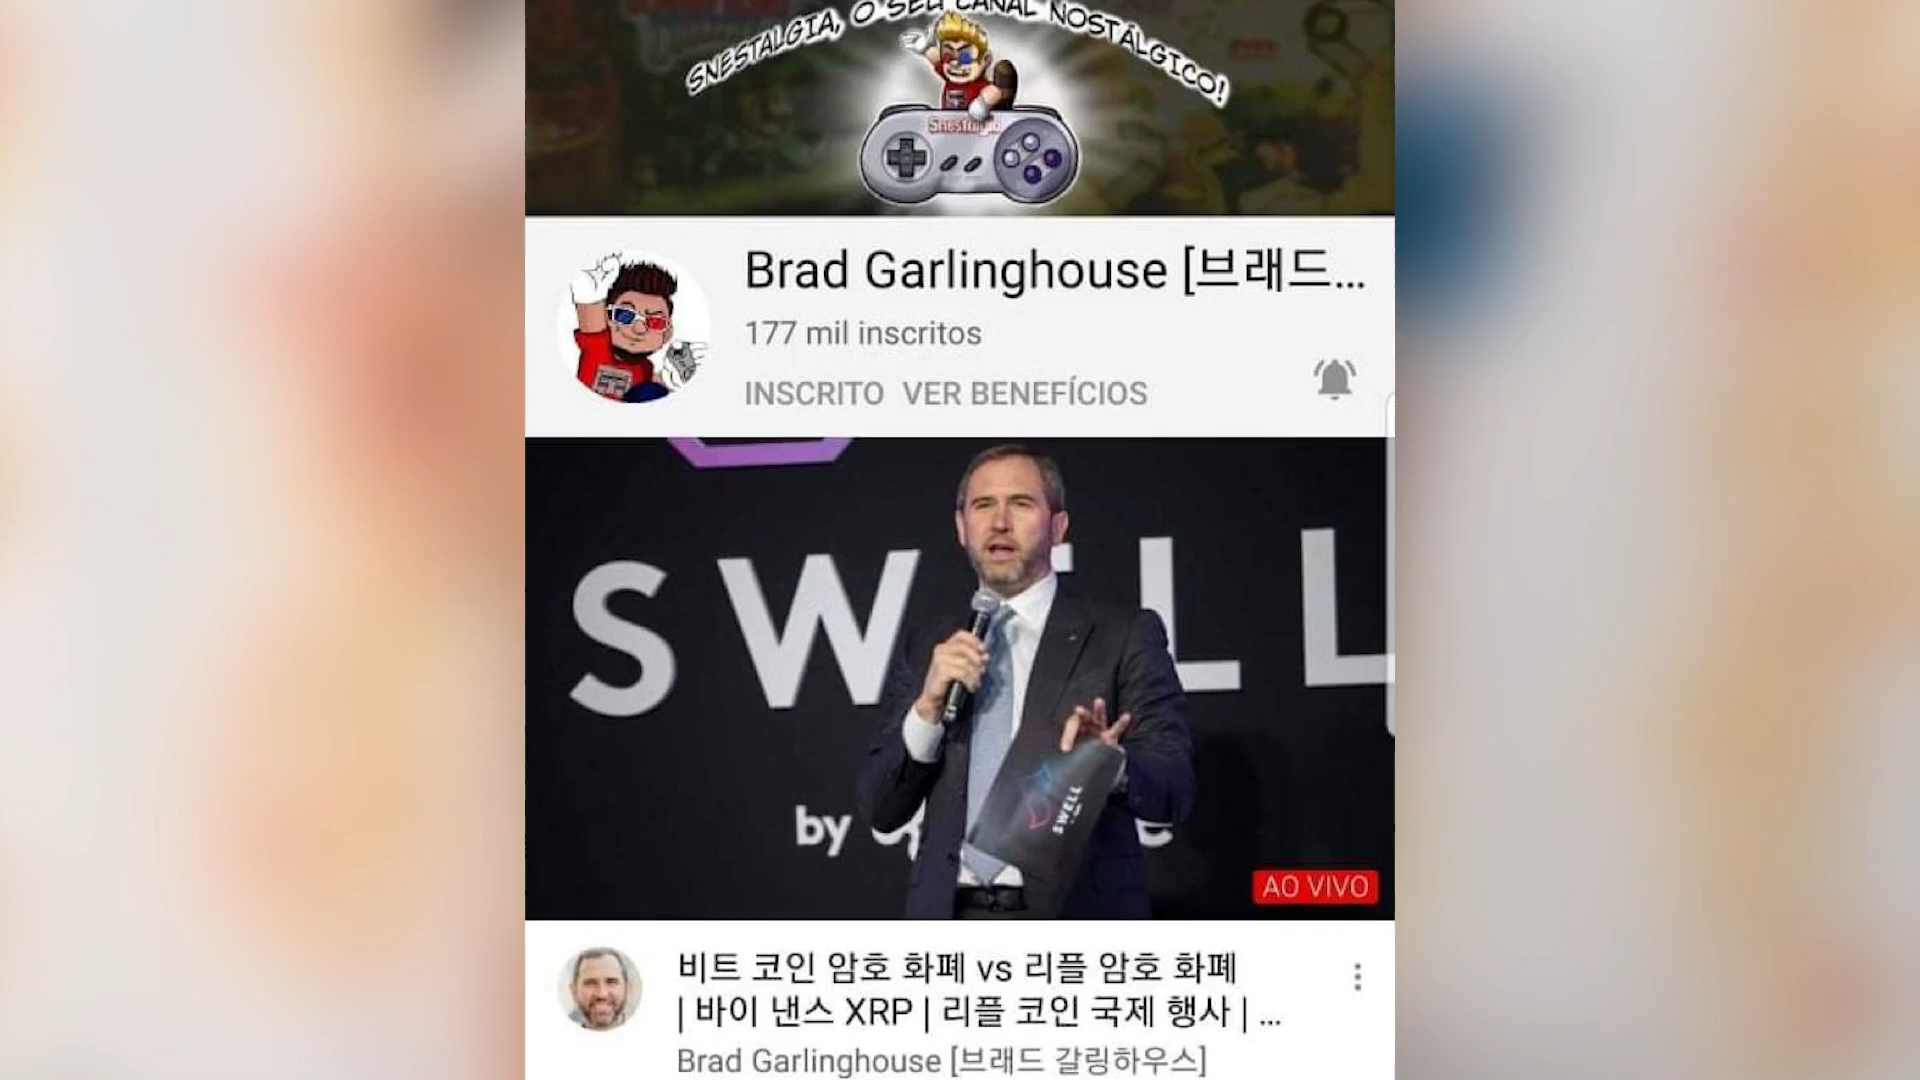 SNESTALGIA, O SEU CANAL NOSTÁLGICO!
Snestalgia
Brad Garlinghouse [브래드...
177 mil inscritos
INSCRITO VER BENEFÍCIOS
SWELL
by
SWELL
AO VIVO
비트 코인 암호 화폐 vs 리플 암호 화폐
| 바이 낸스 XRP | 리플 코인 국제 행사 | ...
Brad Garlinghouse [브래드 갈링하우스]